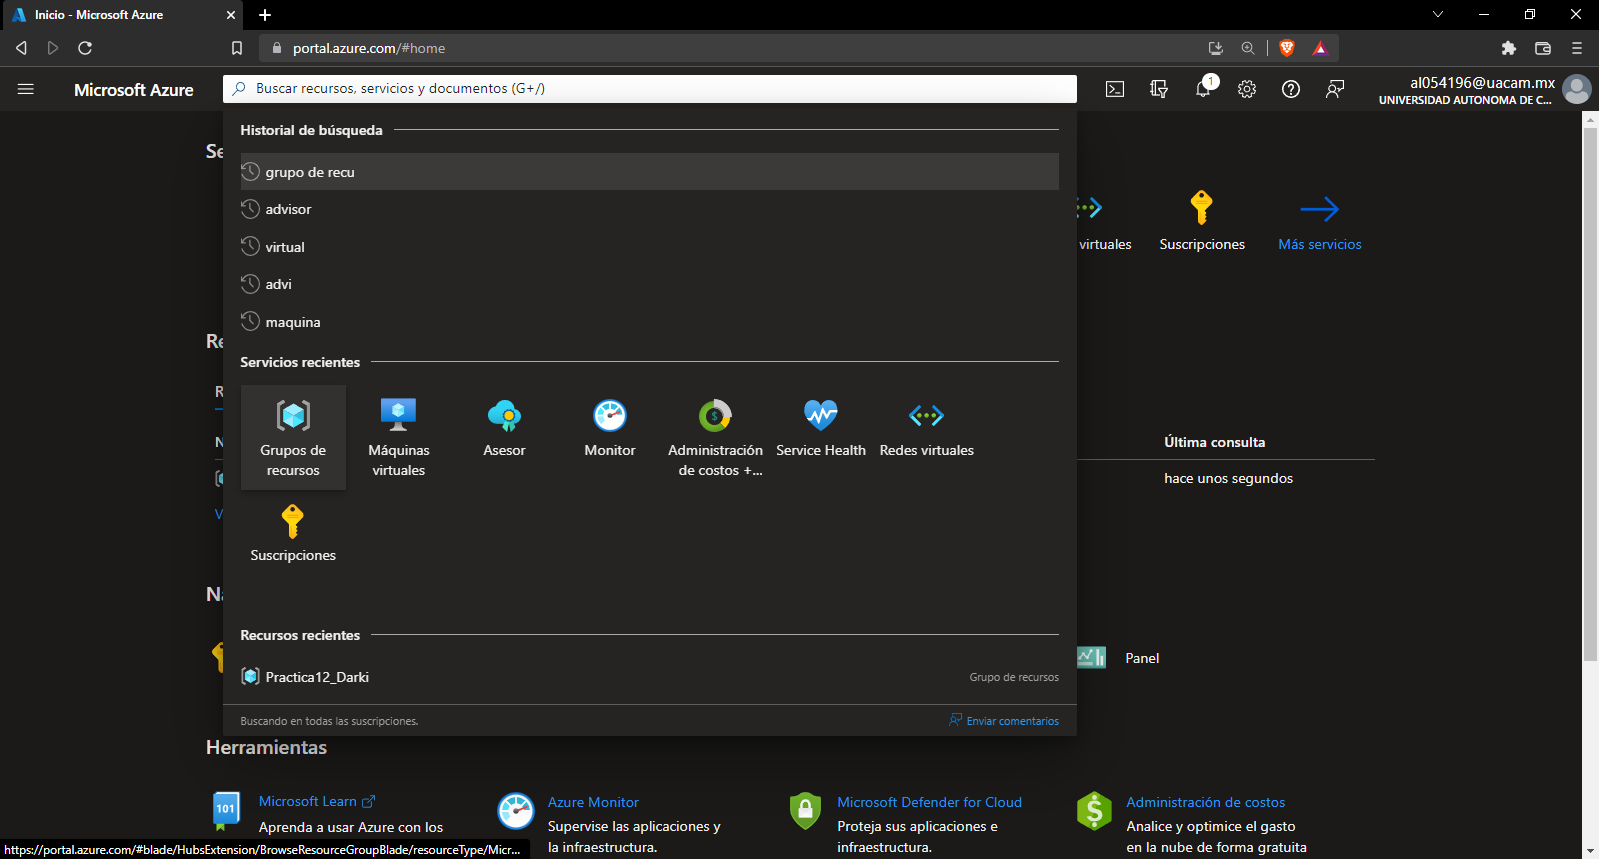 Inicio - Microsoft Azure
portal.azure.com/#home
Microsoft Azure
Buscar recursos, servicios y documentos (G+/)
1
al054196@uacam.mx
UNIVERSIDAD AUTONOMA DE C...
Historial de búsqueda
grupo de recu
advisor
virtual
advi
maquina
virtuales
Suscripciones
Más servicios
Servicios recientes
Grupos de
recursos
Máquinas
virtuales
Asesor
Monitor
Administración
de costos +...
Service Health
Redes virtuales
Suscripciones
Última consulta
hace unos segundos
Recursos recientes
Practica12_Darki
Grupo de recursos
Buscando en todas las suscripciones.
Enviar comentarios
Panel
Herramientas
101
Microsoft Learn
Aprenda a usar Azure con los
Azure Monitor
Supervise las aplicaciones y
la infraestructura.
Microsoft Defender for Cloud
Proteja sus aplicaciones e
infraestructura.
Administración de costos
Analice y optimice el gasto
en la nube de forma gratuita
https://portal.azure.com/#blade/HubsExtension/BrowseResourceGroupBlade/resourceType/Micr...